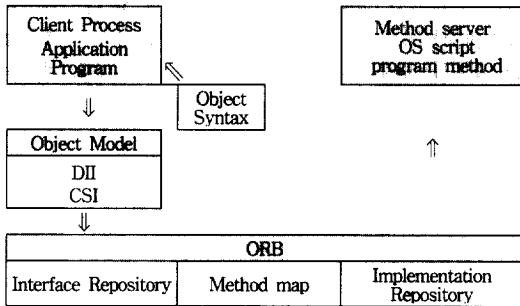 Client Process
Application
Program
Method server
OS script
program method
Object
Syntax
Object Model
DII
CSI
ORB
Interface Repository
Method map
Implementation
Repository